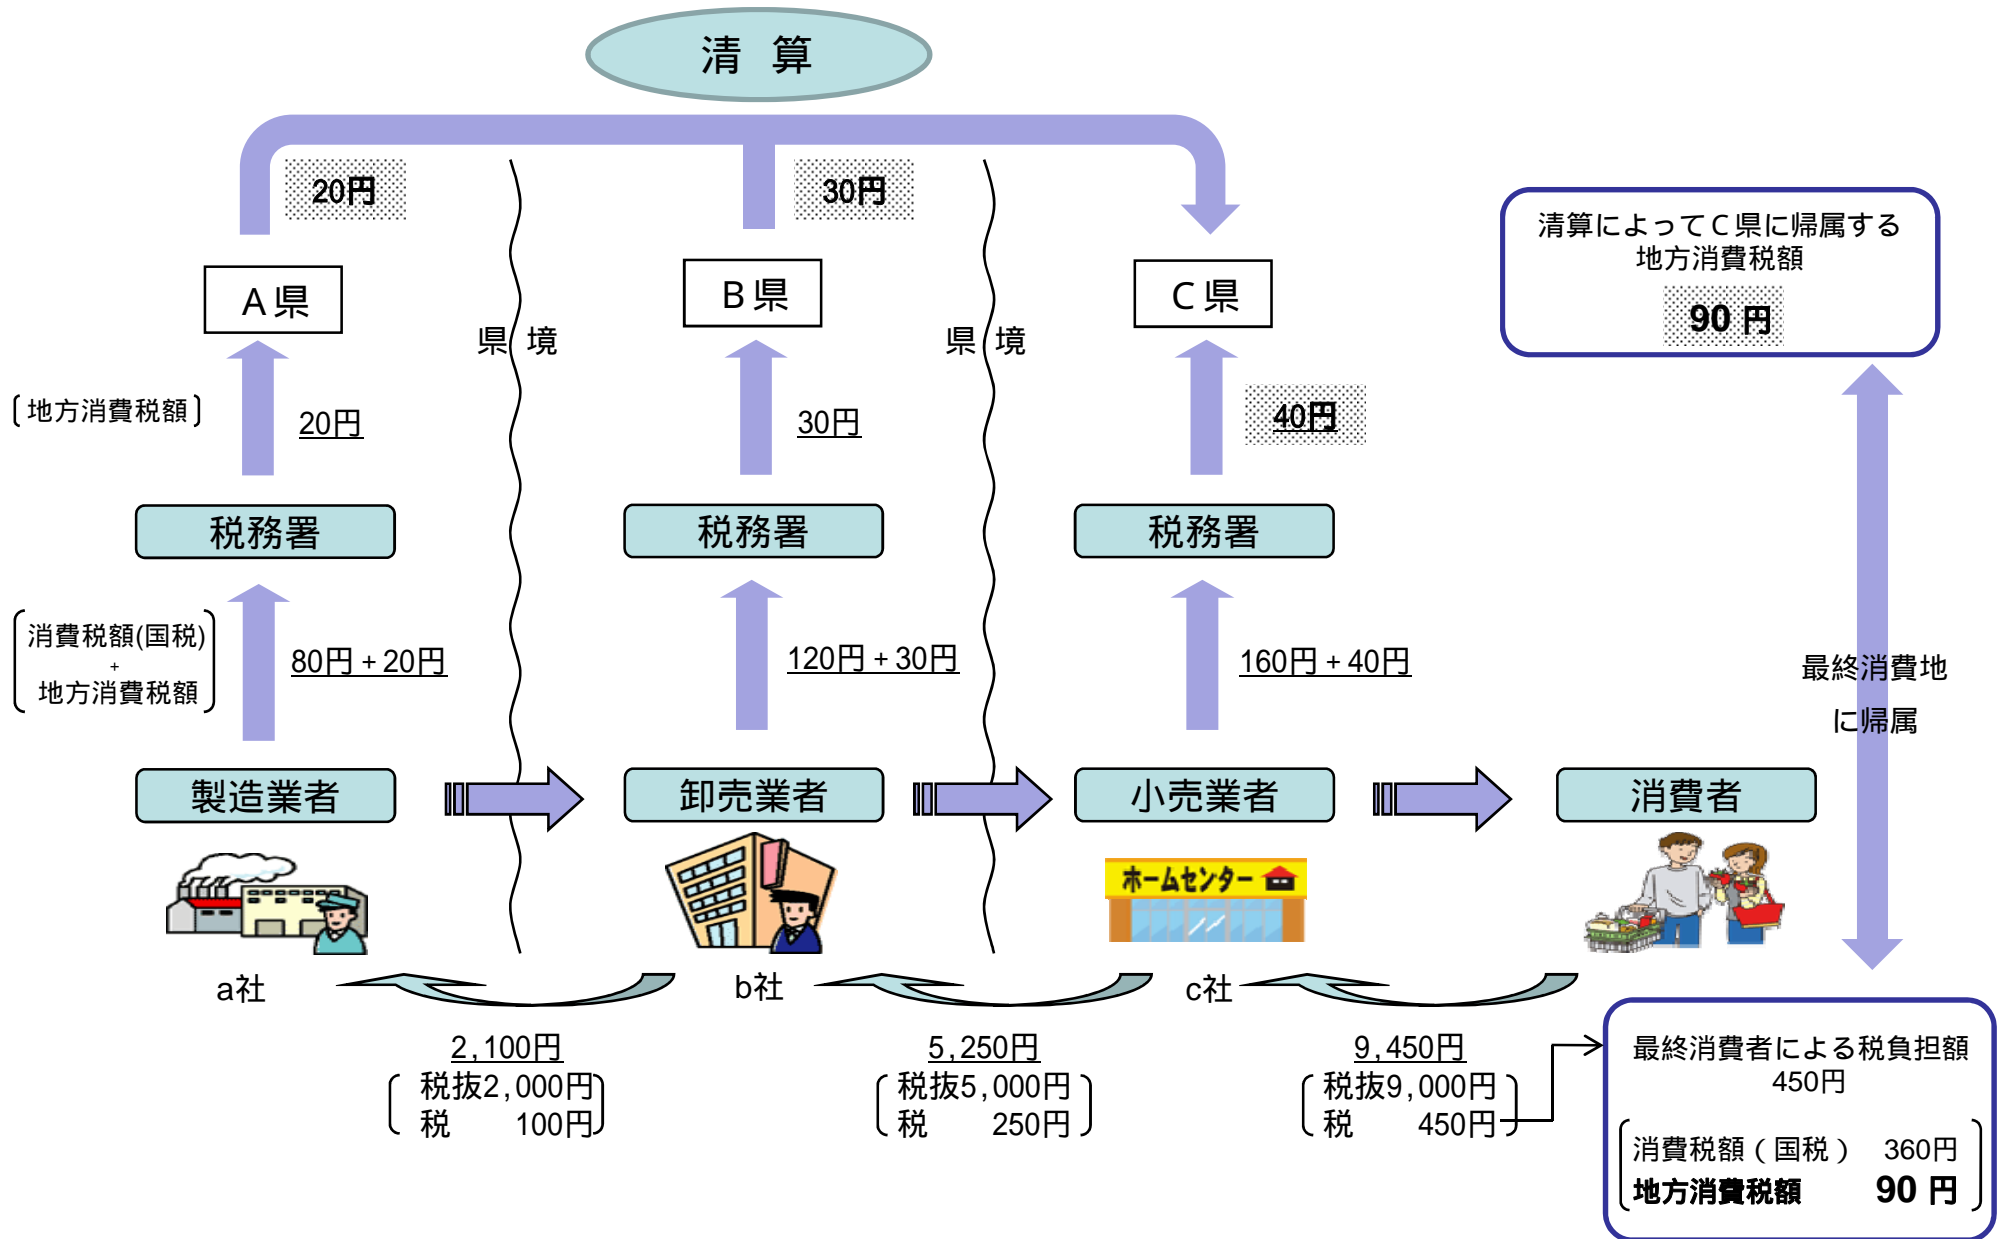 清 算
20円
30円
清算によってC県に帰属する
地方消費税額
90 円
A県
B県
C県
県 境
県 境
地方消費税額
20円
30円
40円
税務署
税務署
税務署
消費税額(国税)
+
地方消費税額
80円 + 20円
120円 + 30円
160円 + 40円
最終消費地
に帰属
製造業者
卸売業者
小売業者
消費者
ホームセンター
a社
b社
c社
2,100円
税抜2,000円
税 100円
5,250円
税抜5,000円
税 250円
9,450円
税抜9,000円
税 450円
最終消費者による税負担額
450円
消費税額（国税） 360円
地方消費税額 90 円